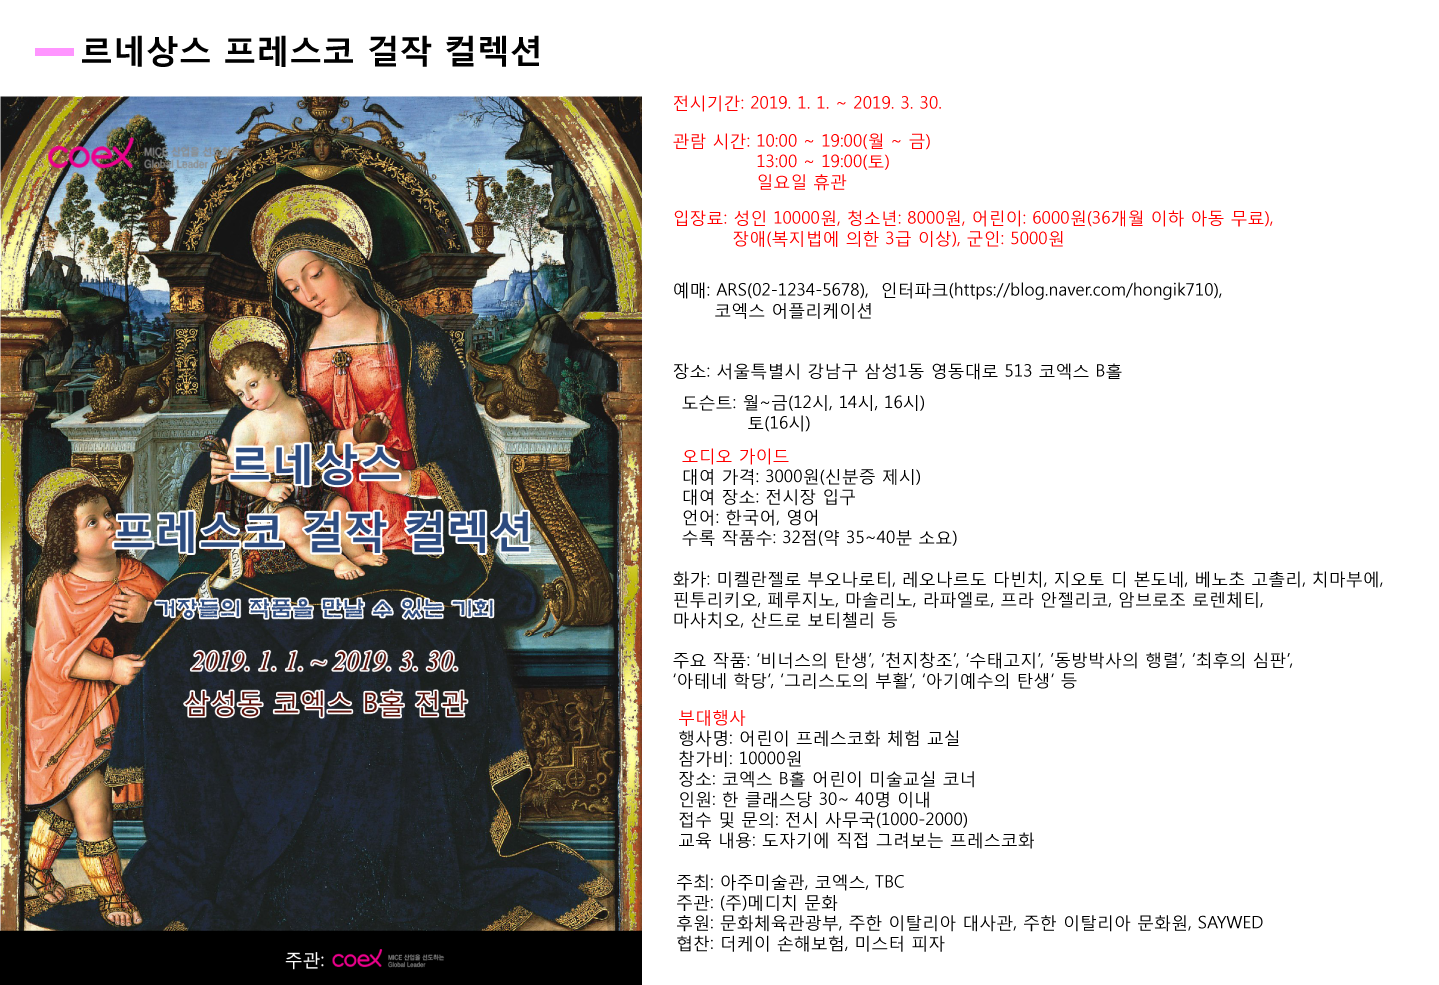 르네상스 프레스코 걸작 컬렉션
coex MICE 산업을 선도하는
Global Leader
르네상스
프레스코 걸작 컬렉션
거장들의 작품을 만날 수 있는 기회
2019. 1. 1. ~ 2019. 3. 30.
삼성동 코엑스 B홀 전관
주관: coex MICE 산업을 선도하는
Global Leader
전시기간: 2019. 1. 1. ~ 2019. 3. 30.
관람 시간: 10:00 ~ 19:00(월 ~ 금)
13:00 ~ 19:00(토)
일요일 휴관
입장료: 성인 10000원, 청소년: 8000원, 어린이: 6000원(36개월 이하 아동 무료),
장애(복지법에 의한 3급 이상), 군인: 5000원
예매: ARS(02-1234-5678), 인터파크(https://blog.naver.com/hongik710),
코엑스 어플리케이션
장소: 서울특별시 강남구 삼성1동 영동대로 513 코엑스 B홀
도슨트: 월~금(12시, 14시, 16시)
토(16시)
오디오 가이드
대여 가격: 3000원(신분증 제시)
대여 장소: 전시장 입구
언어: 한국어, 영어
수록 작품수: 32점(약 35~40분 소요)
화가: 미켈란젤로 부오나로티, 레오나르도 다빈치, 지오토 디 본도네, 베노초 고촐리, 치마부에,
핀투리키오, 페루지노, 마솔리노, 라파엘로, 프라 안젤리코, 암브로조 로렌체티,
마사치오, 산드로 보티첼리 등
주요 작품: ‘비너스의 탄생’, ‘천지창조’, ‘수태고지’, ‘동방박사의 행렬’, ‘최후의 심판’,
‘아테네 학당’, ‘그리스도의 부활’, ‘아기예수의 탄생’ 등
부대행사
행사명: 어린이 프레스코화 체험 교실
참가비: 10000원
장소: 코엑스 B홀 어린이 미술교실 코너
인원: 한 클래스당 30~ 40명 이내
접수 및 문의: 전시 사무국(1000-2000)
교육 내용: 도자기에 직접 그려보는 프레스코화
주최: 아주미술관, 코엑스, TBC
주관: (주)메디치 문화
후원: 문화체육관광부, 주한 이탈리아 대사관, 주한 이탈리아 문화원, SAYWED
협찬: 더케이 손해보험, 미스터 피자